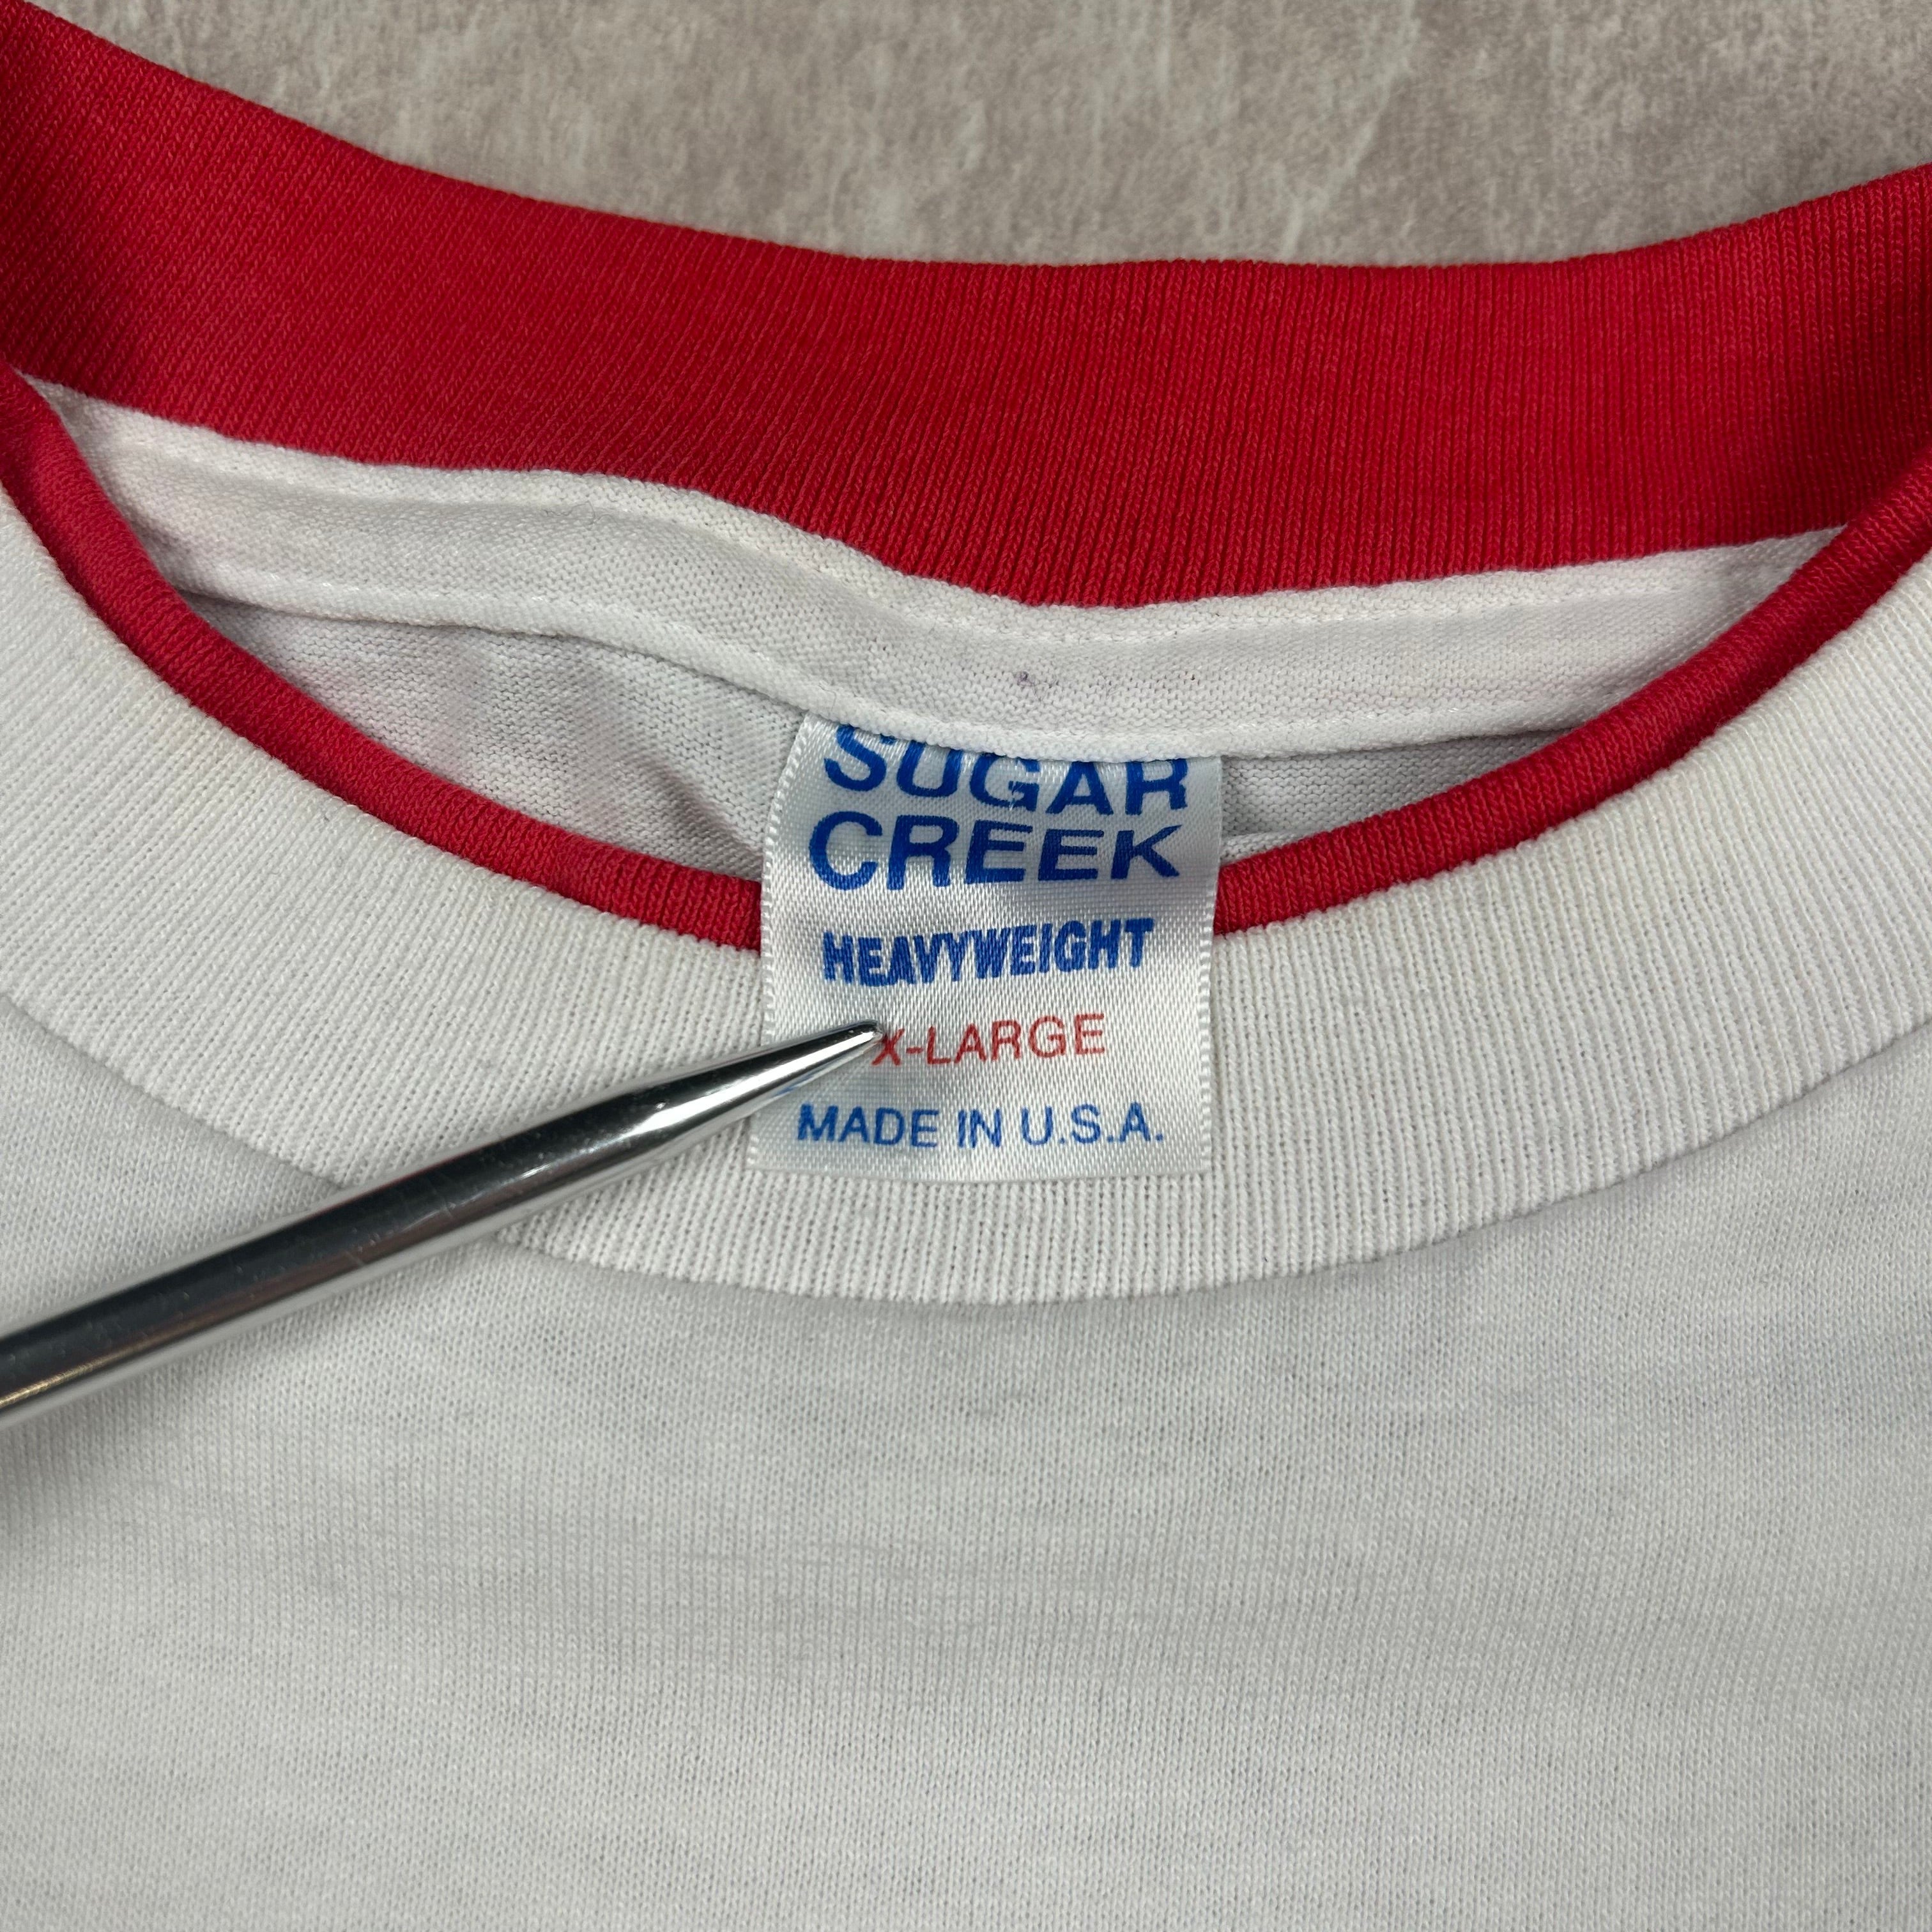 SUGAR
CREEK
HEAVYWEIGHT
X-LARGE
MADE IN U.S.A.